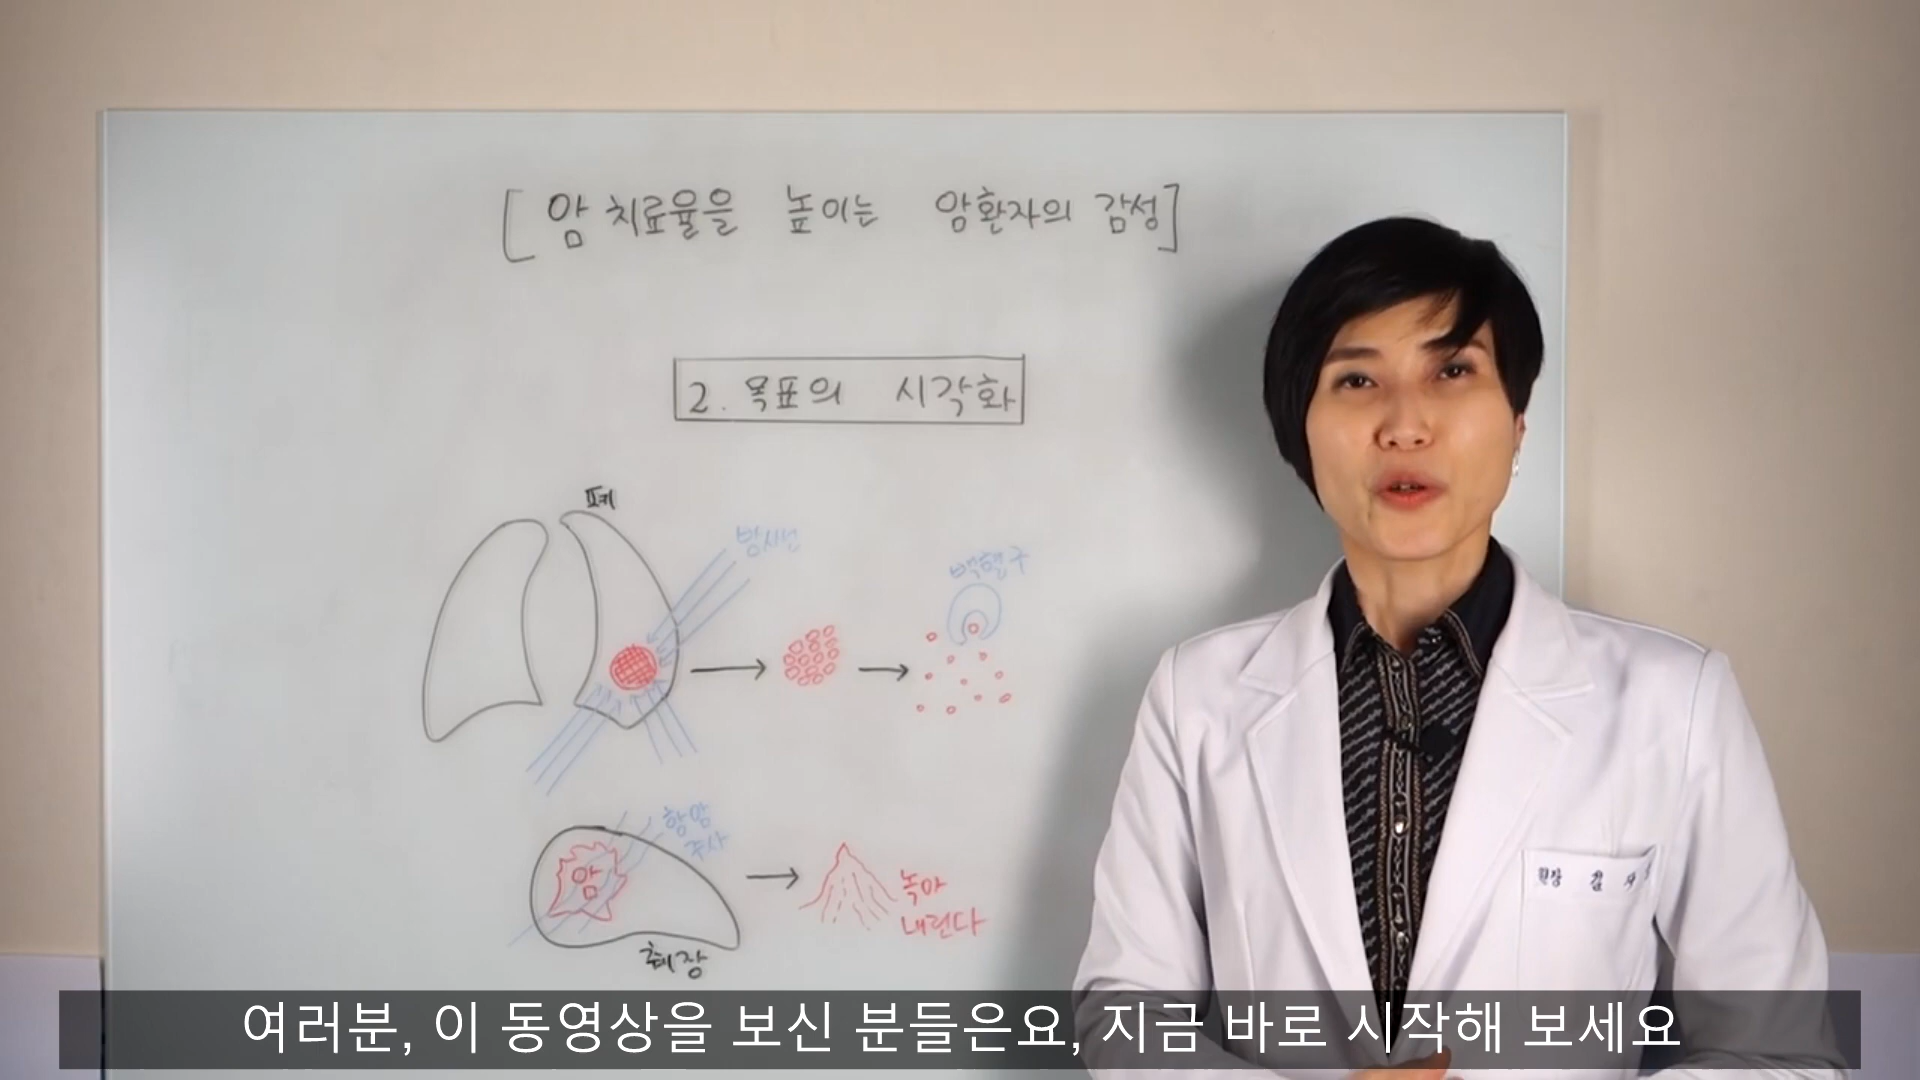 [암 치료율을 높이는 암환자의 감성]
2. 목표의 시각화
폐
방사선
백혈구
항암
주사
암
녹아
내린다
췌장
원장 김
여러분, 이 동영상을 보신 분들은요, 지금 바로 시작해 보세요